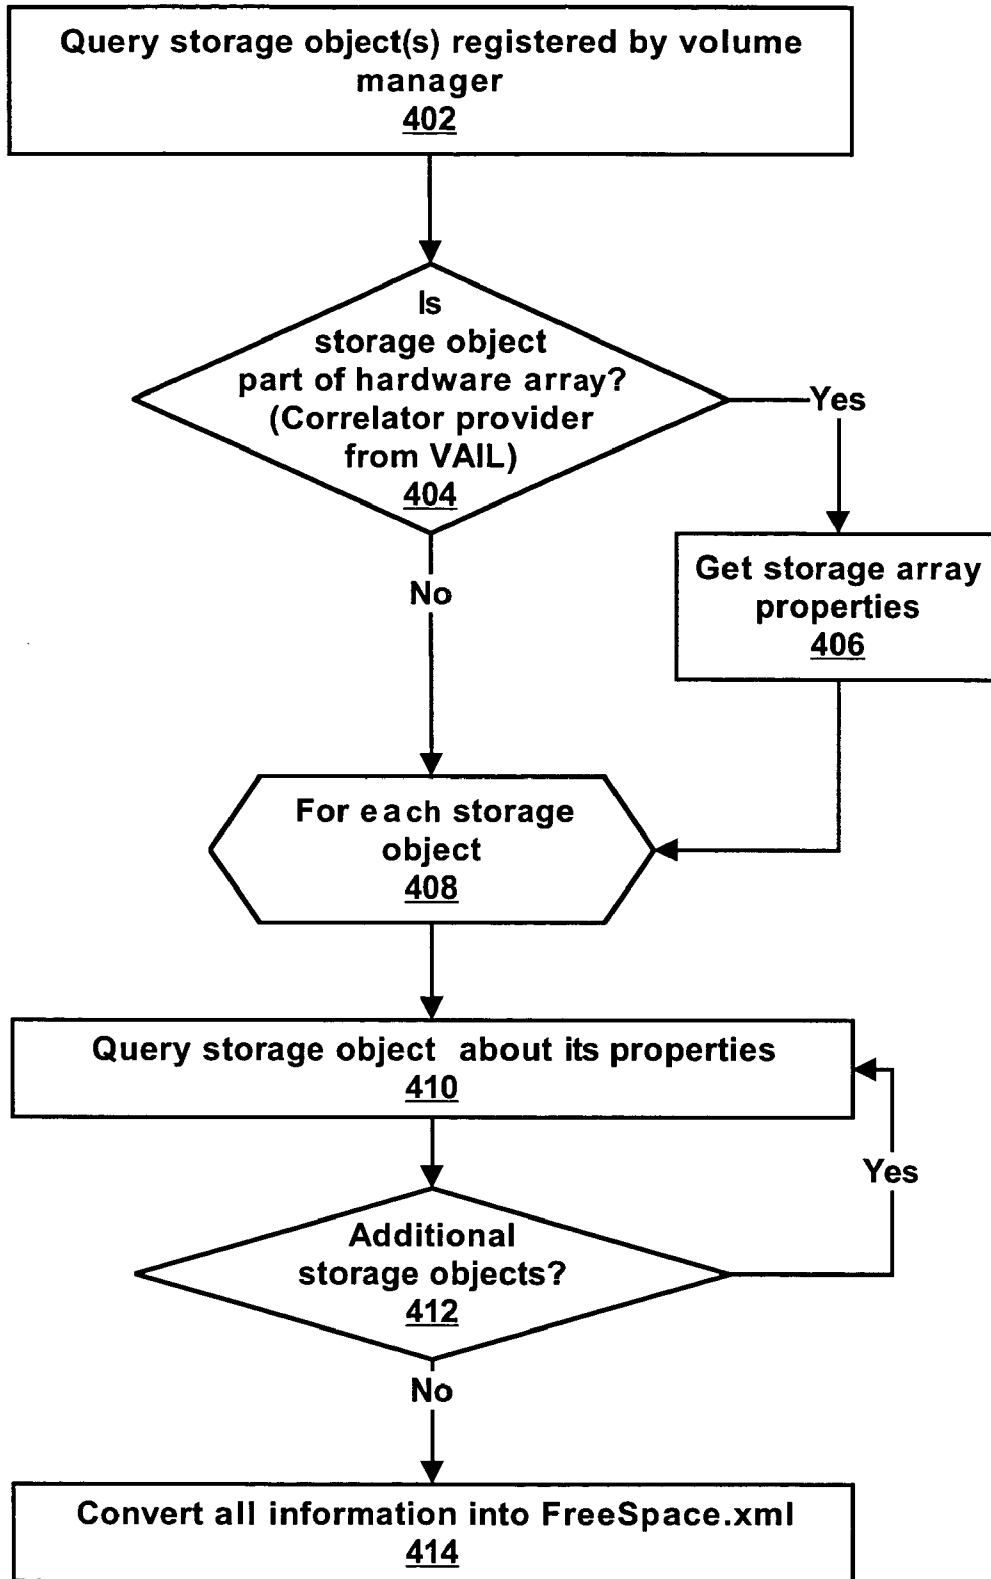 Query storage object(s) registered by volume
manager
402
Is
storage object
part of hardware array?
(Correlator provider
from VAIL)
404
Yes
Get storage array
properties
406
No
For each storage
object
408
Query storage object about its properties
410
Yes
Additional
storage objects?
412
No
Convert all information into FreeSpace.xml
414